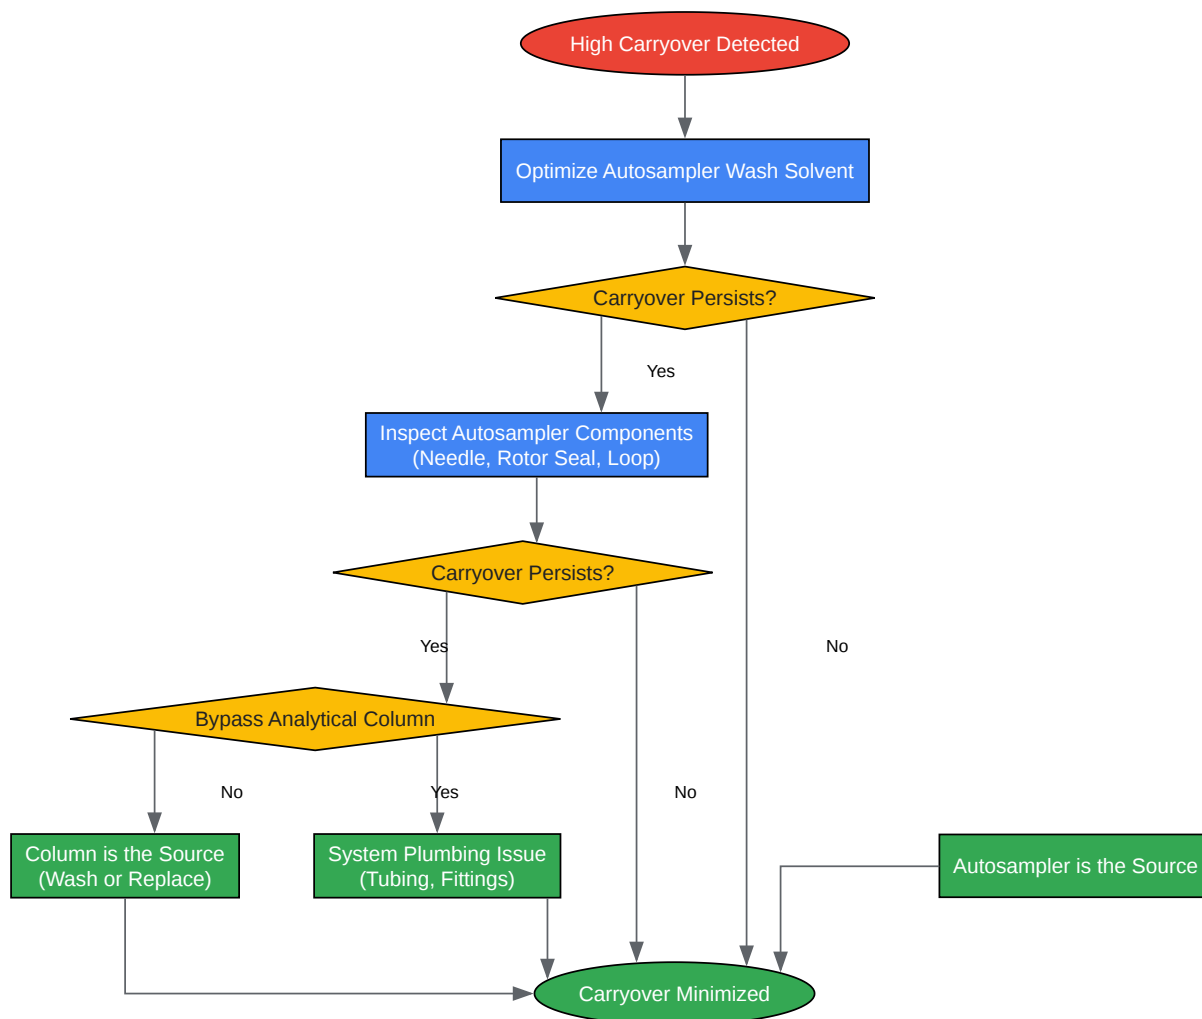 High Carryover Detected
Optimize Autosampler Wash Solvent
Carryover Persists?
Yes
Inspect Autosampler Components
(Needle, Rotor Seal, Loop)
Carryover Persists?
Yes
No
Bypass Analytical Column
No
Yes
No
Column is the Source
(Wash or Replace)
System Plumbing Issue
(Tubing, Fittings)
Autosampler is the Source
Carryover Minimized